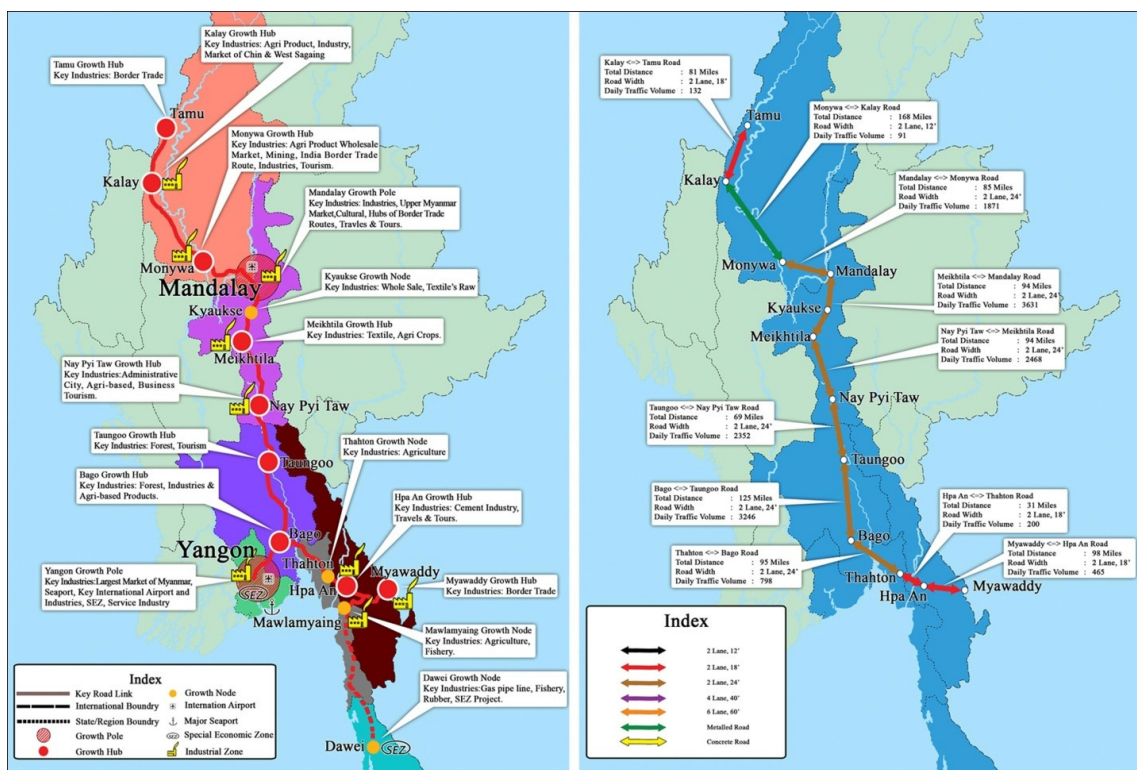 Kalay Growth Hub
Key Industries: Agri Product, Industry,
Market of Chin & West Sagaing
Tamu Growth Hub
Key Industries: Border Trade
Tamu
Monywa Growth Hub
Key Industries: Agri Product Wholesale
Market, Mining, India Border Trade
Route, Industries, Tourism.
Kalay
Mandalay Growth Pole
Key Industries: Industries, Upper Myanmar
Market,Cultural, Hubs of Border Trade
Routes, Travles & Tours.
Monywa
Mandalay
Kyaukse Growth Node
Key Industries: Whole Sale, Textile's Raw
Kyaukse
Meikhtila Growth Hub
Key Industries: Textile, Agri Crops.
Meikhtila
Nay Pyi Taw Growth Hub
Key Industries:Administrative
City, Agri-based, Business
Tourism.
Nay Pyi Taw
Taungoo Growth Hub
Key Industries: Forest, Tourism
Thahton Growth Node
Key Industries: Agriculture
Taungoo
Bago Growth Hub
Key Industries: Forest, Industries &
Agri-based Products.
Hpa An Growth Hub
Key Industries: Cement Industry,
Travels & Tours.
Bago
Yangon
Thahton
Yangon Growth Pole
Key Industries:Largest Market of Myanmar,
Seaport, Key International Airport and
Industries, SEZ, Service Industry
SEZ
Hpa An
Myawaddy
Myawaddy Growth Hub
Key Industries: Border Trade
Mawlamyaing
Mawlamyaing Growth Node
Key Industries: Agriculture,
Fishery.
Dawei Growth Node
Key Industries:Gas pipe line, Fishery,
Rubber, SEZ Project.
Dawei
SEZ
Index
Key Road Link
International Boundary
State/Region Boundary
Growth Pole
Growth Hub
Growth Node
Internation Airport
Major Seaport
SEZ
Special Economic Zone
Industrial Zone
Kalay <=> Tamu Road
Total Distance : 81 Miles
Road Width : 2 Lane, 18'
Daily Traffic Volume : 132
Tamu
Monywa <=> Kalay Road
Total Distance : 168 Miles
Road Width : 2 Lane, 12'
Daily Traffic Volume : 91
Kalay
Mandalay <=> Monywa Road
Total Distance : 85 Miles
Road Width : 2 Lane, 24'
Daily Traffic Volume : 1871
Monywa
Mandalay
Meikhtila <=> Mandalay Road
Total Distance : 94 Miles
Road Width : 2 Lane, 24'
Daily Traffic Volume : 3631
Kyaukse
Meikhtila
Nay Pyi Taw <=> Meikhtila Road
Total Distance : 94 Miles
Road Width : 2 Lane, 24'
Daily Traffic Volume : 2468
Nay Pyi Taw
Taungoo <=> Nay Pyi Taw Road
Total Distance : 69 Miles
Road Width : 2 Lane, 24'
Daily Traffic Volume : 2352
Taungoo
Bago <=> Taungoo Road
Total Distance : 125 Miles
Road Width : 2 Lane, 24'
Daily Traffic Volume : 3246
Hpa An <=> Thahton Road
Total Distance : 31 Miles
Road Width : 2 Lane, 18'
Daily Traffic Volume : 200
Bago
Thahton <=> Bago Road
Total Distance : 95 Miles
Road Width : 2 Lane, 24'
Daily Traffic Volume : 798
Myawaddy <=> Hpa An Road
Total Distance : 98 Miles
Road Width : 2 Lane, 18'
Daily Traffic Volume : 465
Thahton
Hpa An
Myawaddy
Index
2 Lane, 12'
2 Lane, 18'
2 Lane, 24'
4 Lane, 40'
6 Lane, 60'
Metalled Road
Concrete Road